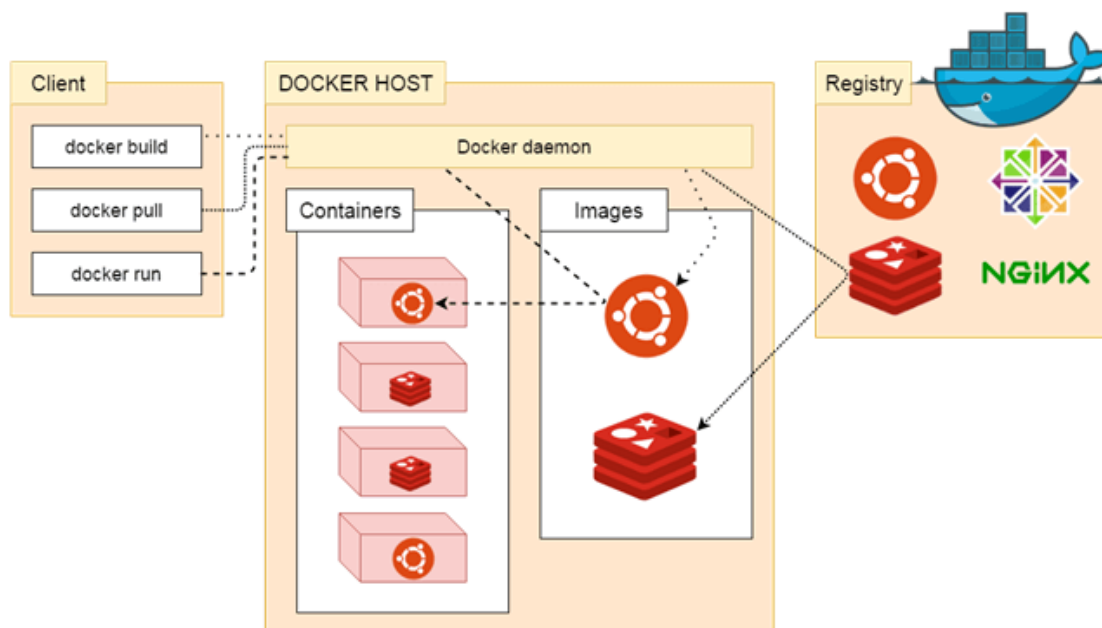 Client
docker build
docker pull
docker run
DOCKER HOST
Docker daemon
Containers
Images
Registry
NGiNX